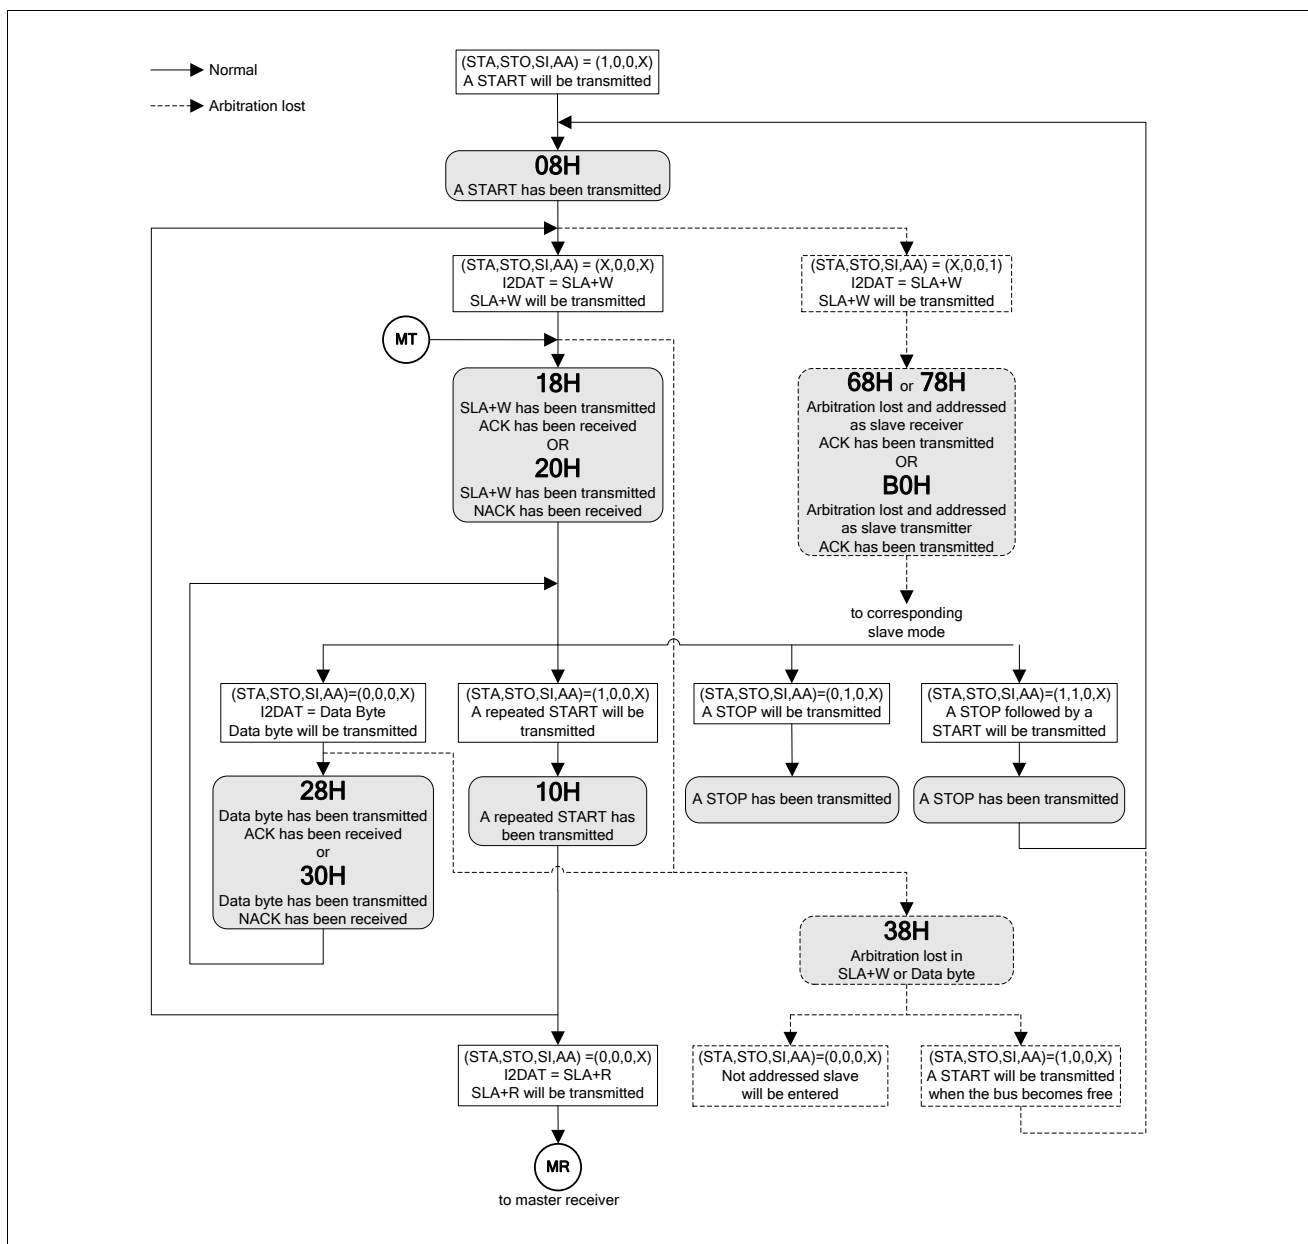 Normal
Arbitration lost
(STA,STO,SI,AA) = (1,0,0,X)
A START will be transmitted
08H
A START has been transmitted
(STA,STO,SI,AA) = (X,0,0,X)
I2DAT = SLA+W
SLA+W will be transmitted
(STA,STO,SI,AA) = (X,0,0,1)
I2DAT = SLA+W
SLA+W will be transmitted
MT
18H
SLA+W has been transmitted
ACK has been received
OR
20H
SLA+W has been transmitted
NACK has been received
68H or 78H
Arbitration lost and addressed
as slave receiver
ACK has been transmitted
OR
B0H
Arbitration lost and addressed
as slave transmitter
ACK has been transmitted
to corresponding
slave mode
(STA,STO,SI,AA)=(0,0,0,X)
I2DAT = Data Byte
Data byte will be transmitted
(STA,STO,SI,AA)=(1,0,0,X)
A repeated START will be
transmitted
(STA,STO,SI,AA)=(0,1,0,X)
A STOP will be transmitted
(STA,STO,SI,AA)=(1,1,0,X)
A STOP followed by a
START will be transmitted
28H
Data byte has been transmitted
ACK has been received
or
30H
Data byte has been transmitted
NACK has been received
10H
A repeated START has
been transmitted
A STOP has been transmitted
A STOP has been transmitted
38H
Arbitration lost in
SLA+W or Data byte
(STA,STO,SI,AA) =(0,0,0,X)
I2DAT = SLA+R
SLA+R will be transmitted
(STA,STO,SI,AA)=(0,0,0,X)
Not addressed slave
will be entered
(STA,STO,SI,AA)=(1,0,0,X)
A START will be transmitted
when the bus becomes free
MR
to master receiver